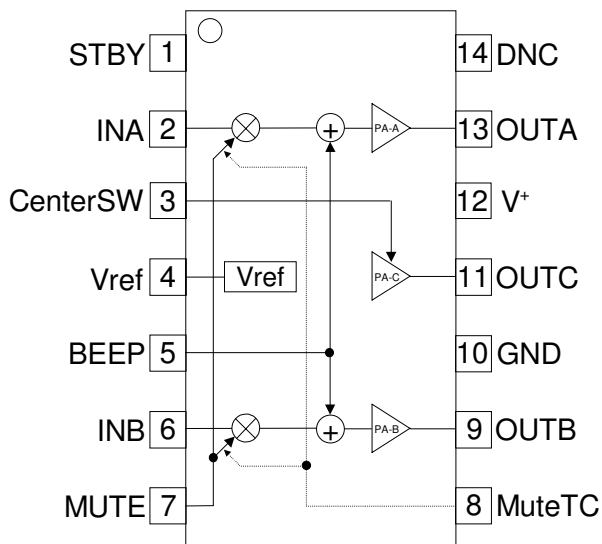 STBY 1 14 DNC
INA 2 PA-A 13 OUTA
CenterSW 3 12 V+
Vref 4 Vref PA-C 11 OUTC
BEEP 5 10 GND
INB 6 PA-B 9 OUTB
MUTE 7 8 MuteTC